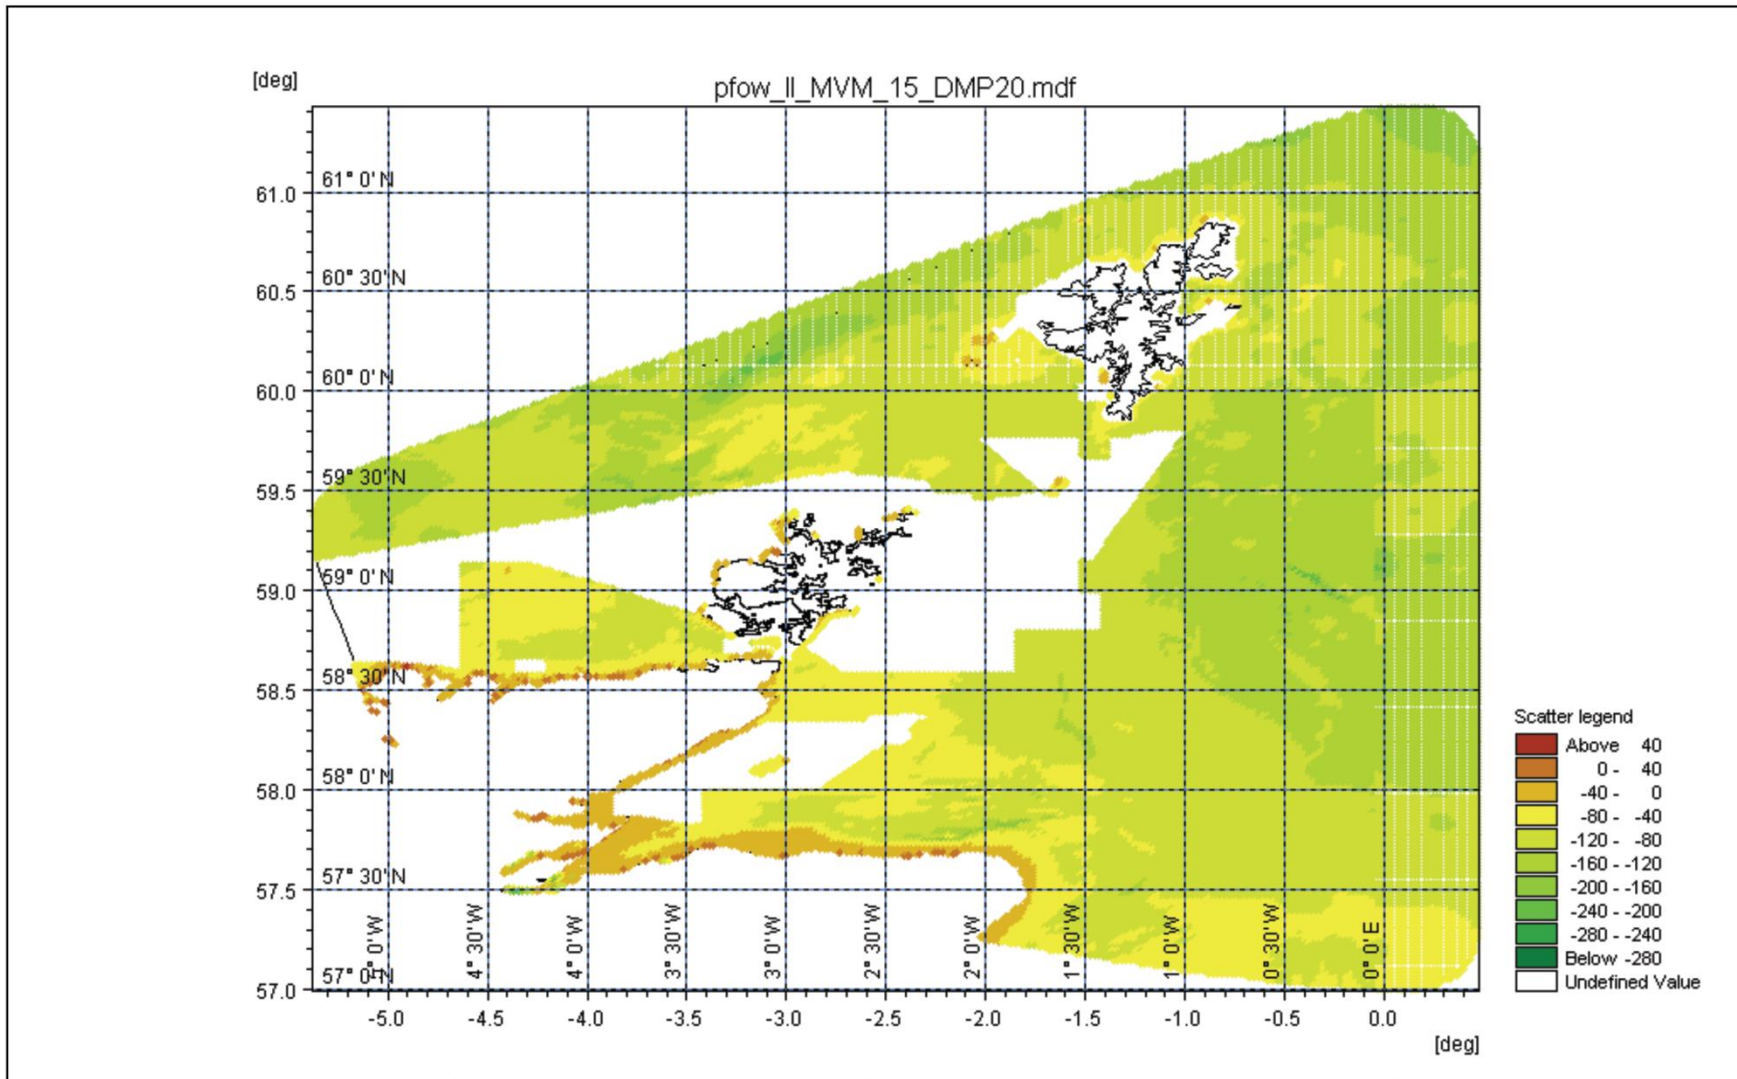 [deg]
pfow_ll_MVM_15_DMP20.mdf
61.0
61° 0'N
60.5
60° 30'N
60.0
60° 0'N
59.5
59° 30'N
59.0
59° 0'N
58.5
58° 30'N
58.0
58° 0'N
57.5
57° 30'N
57.0
57° 0'N
5° 0'W
4° 30'W
4° 0'W
3° 30'W
3° 0'W
2° 30'W
2° 0'W
1° 30'W
1° 0'W
0° 30'W
0° 0'E
-5.0
-4.5
-4.0
-3.5
-3.0
-2.5
-2.0
-1.5
-1.0
-0.5
0.0
[deg]
Scatter legend
Above 40
0 - 40
-40 - 0
-80 - -40
-120 - -80
-160 - -120
-200 - -160
-240 - -200
-280 - -240
Below -280
Undefined Value